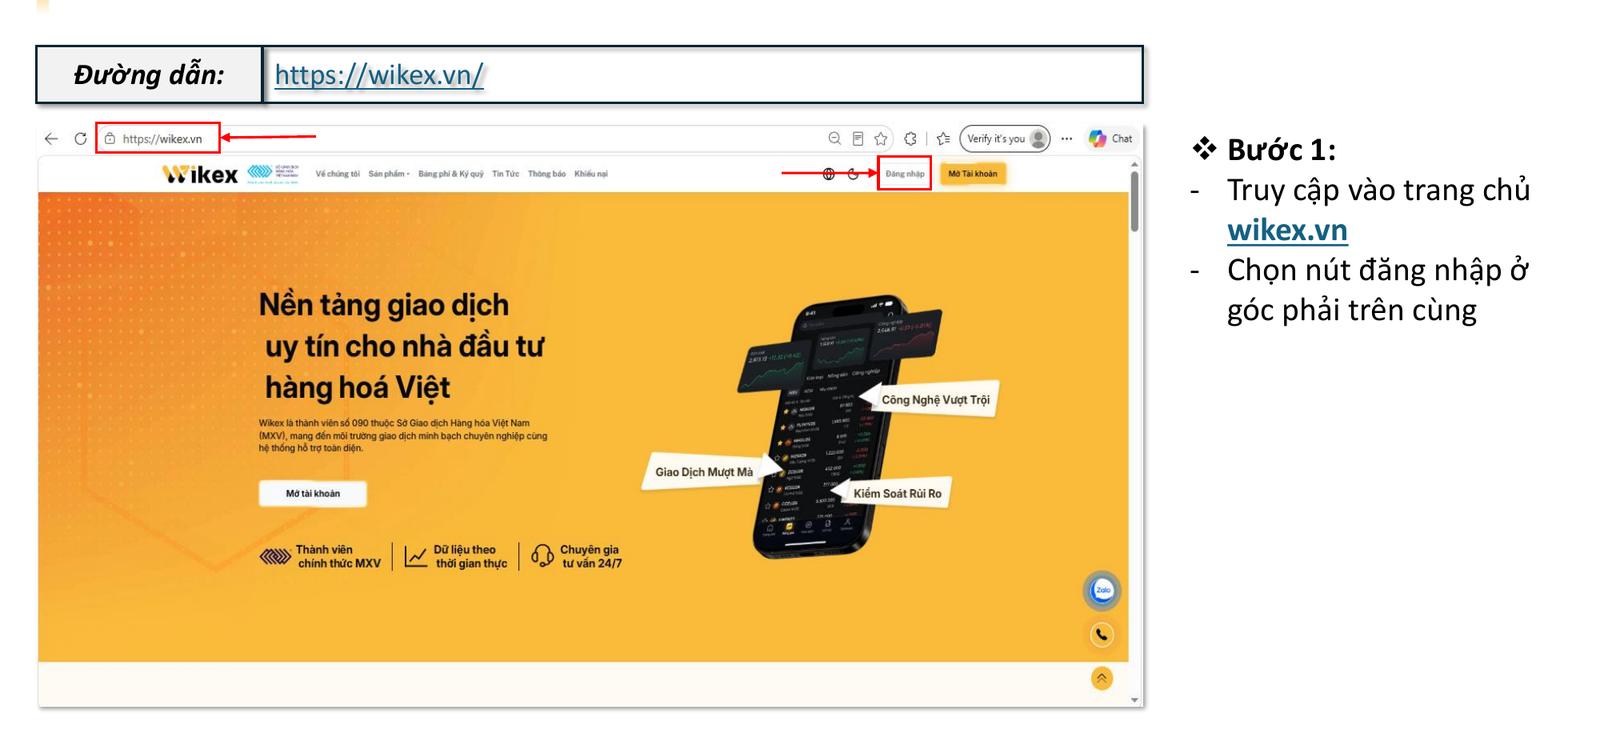 Đường dẫn:
https://wikex.vn/
https://wikex.vn
Verify it's you
Chat
Wikex
Về chúng tôi
Sản phẩm
Bảng phí & Ký quỹ
Tin Tức
Thông báo
Khiếu nại
Đăng nhập
Mở Tài khoản
Nền tảng giao dịch
uy tín cho nhà đầu tư
hàng hoá Việt
Wikex là thành viên số 090 thuộc Sở Giao dịch Hàng hóa Việt Nam
(MXV), mang đến môi trường giao dịch minh bạch chuyên nghiệp cùng
hệ thống hỗ trợ toàn diện.
Mở tài khoản
Thành viên
chính thức MXV
Dữ liệu theo
thời gian thực
Chuyên gia
tư vấn 24/7
9:41
Công Nghệ Vượt Trội
Giao Dịch Mượt Mà
Kiểm Soát Rủi Ro
Zalo
❖ Bước 1:
- Truy cập vào trang chủ
wikex.vn
- Chọn nút đăng nhập ở
góc phải trên cùng